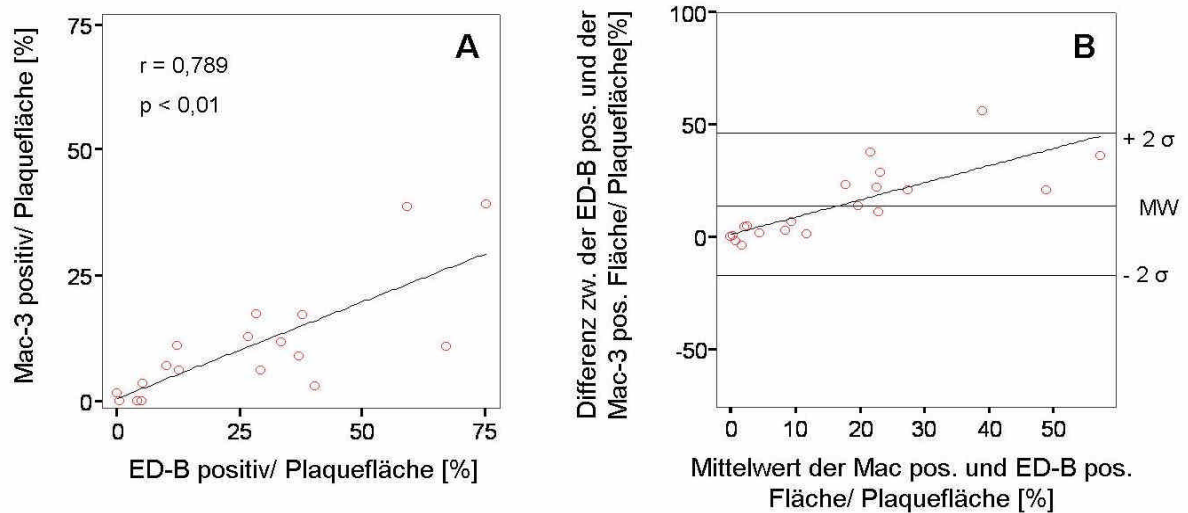 A
r = 0,789
p < 0,01
Mac-3 positiv/ Plaquefläche [%]
75
50
25
0
0 25 50 75
ED-B positiv/ Plaquefläche [%]
B
Differenz zw. der ED-B pos. und der
Mac-3 pos. Fläche/ Plaquefläche[%]
100
50
0
-50
+ 2 σ
MW
- 2 σ
0 10 20 30 40 50
Mittelwert der Mac pos. und ED-B pos.
Fläche/ Plaquefläche [%]